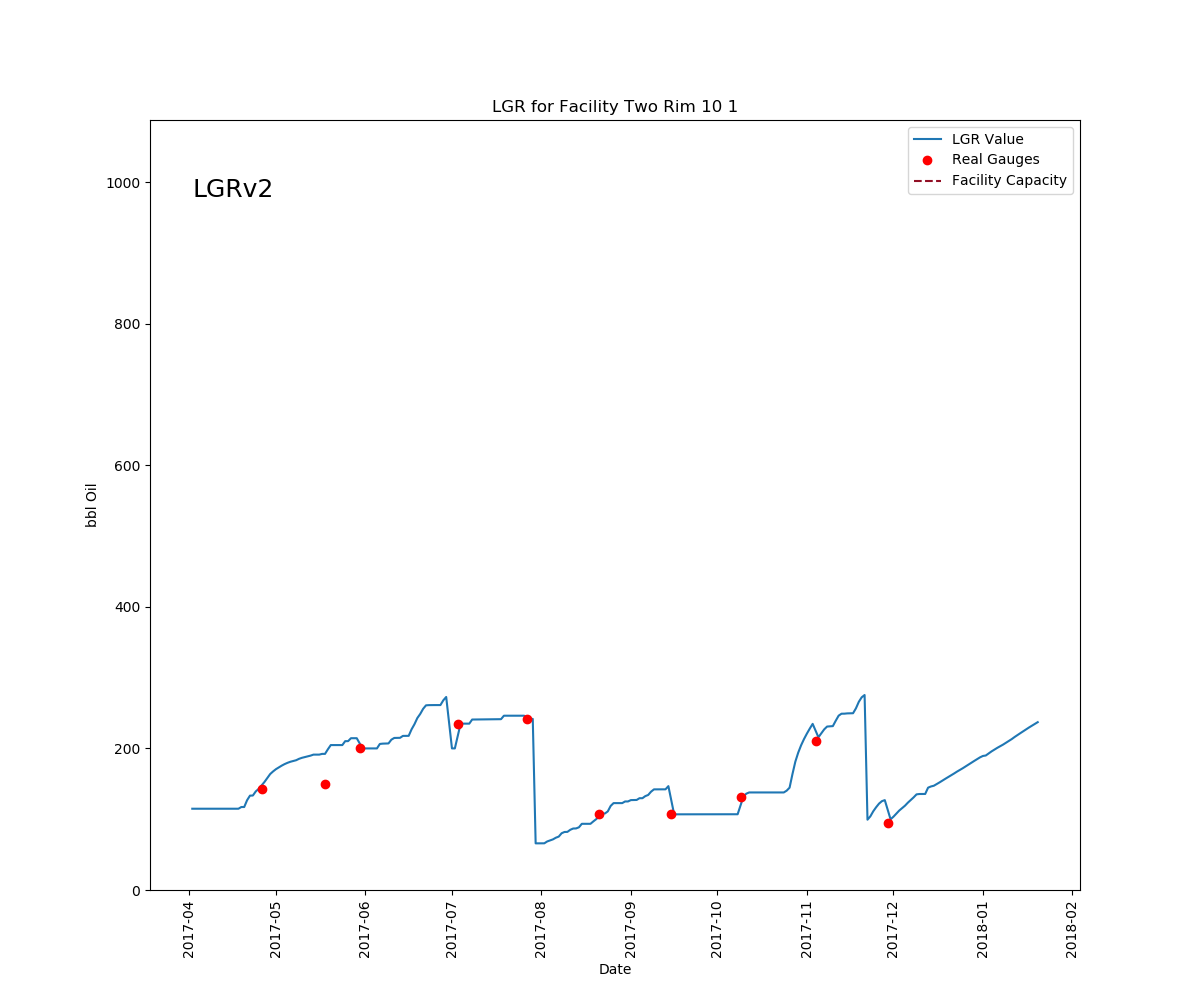 LGR for Facility Two Rim 10 1
LGRv2
LGR Value
Real Gauges
Facility Capacity
1000
800
600
400
200
0
bbl Oil
2017-04
2017-05
2017-06
2017-07
2017-08
2017-09
2017-10
2017-11
2017-12
2018-01
2018-02
Date